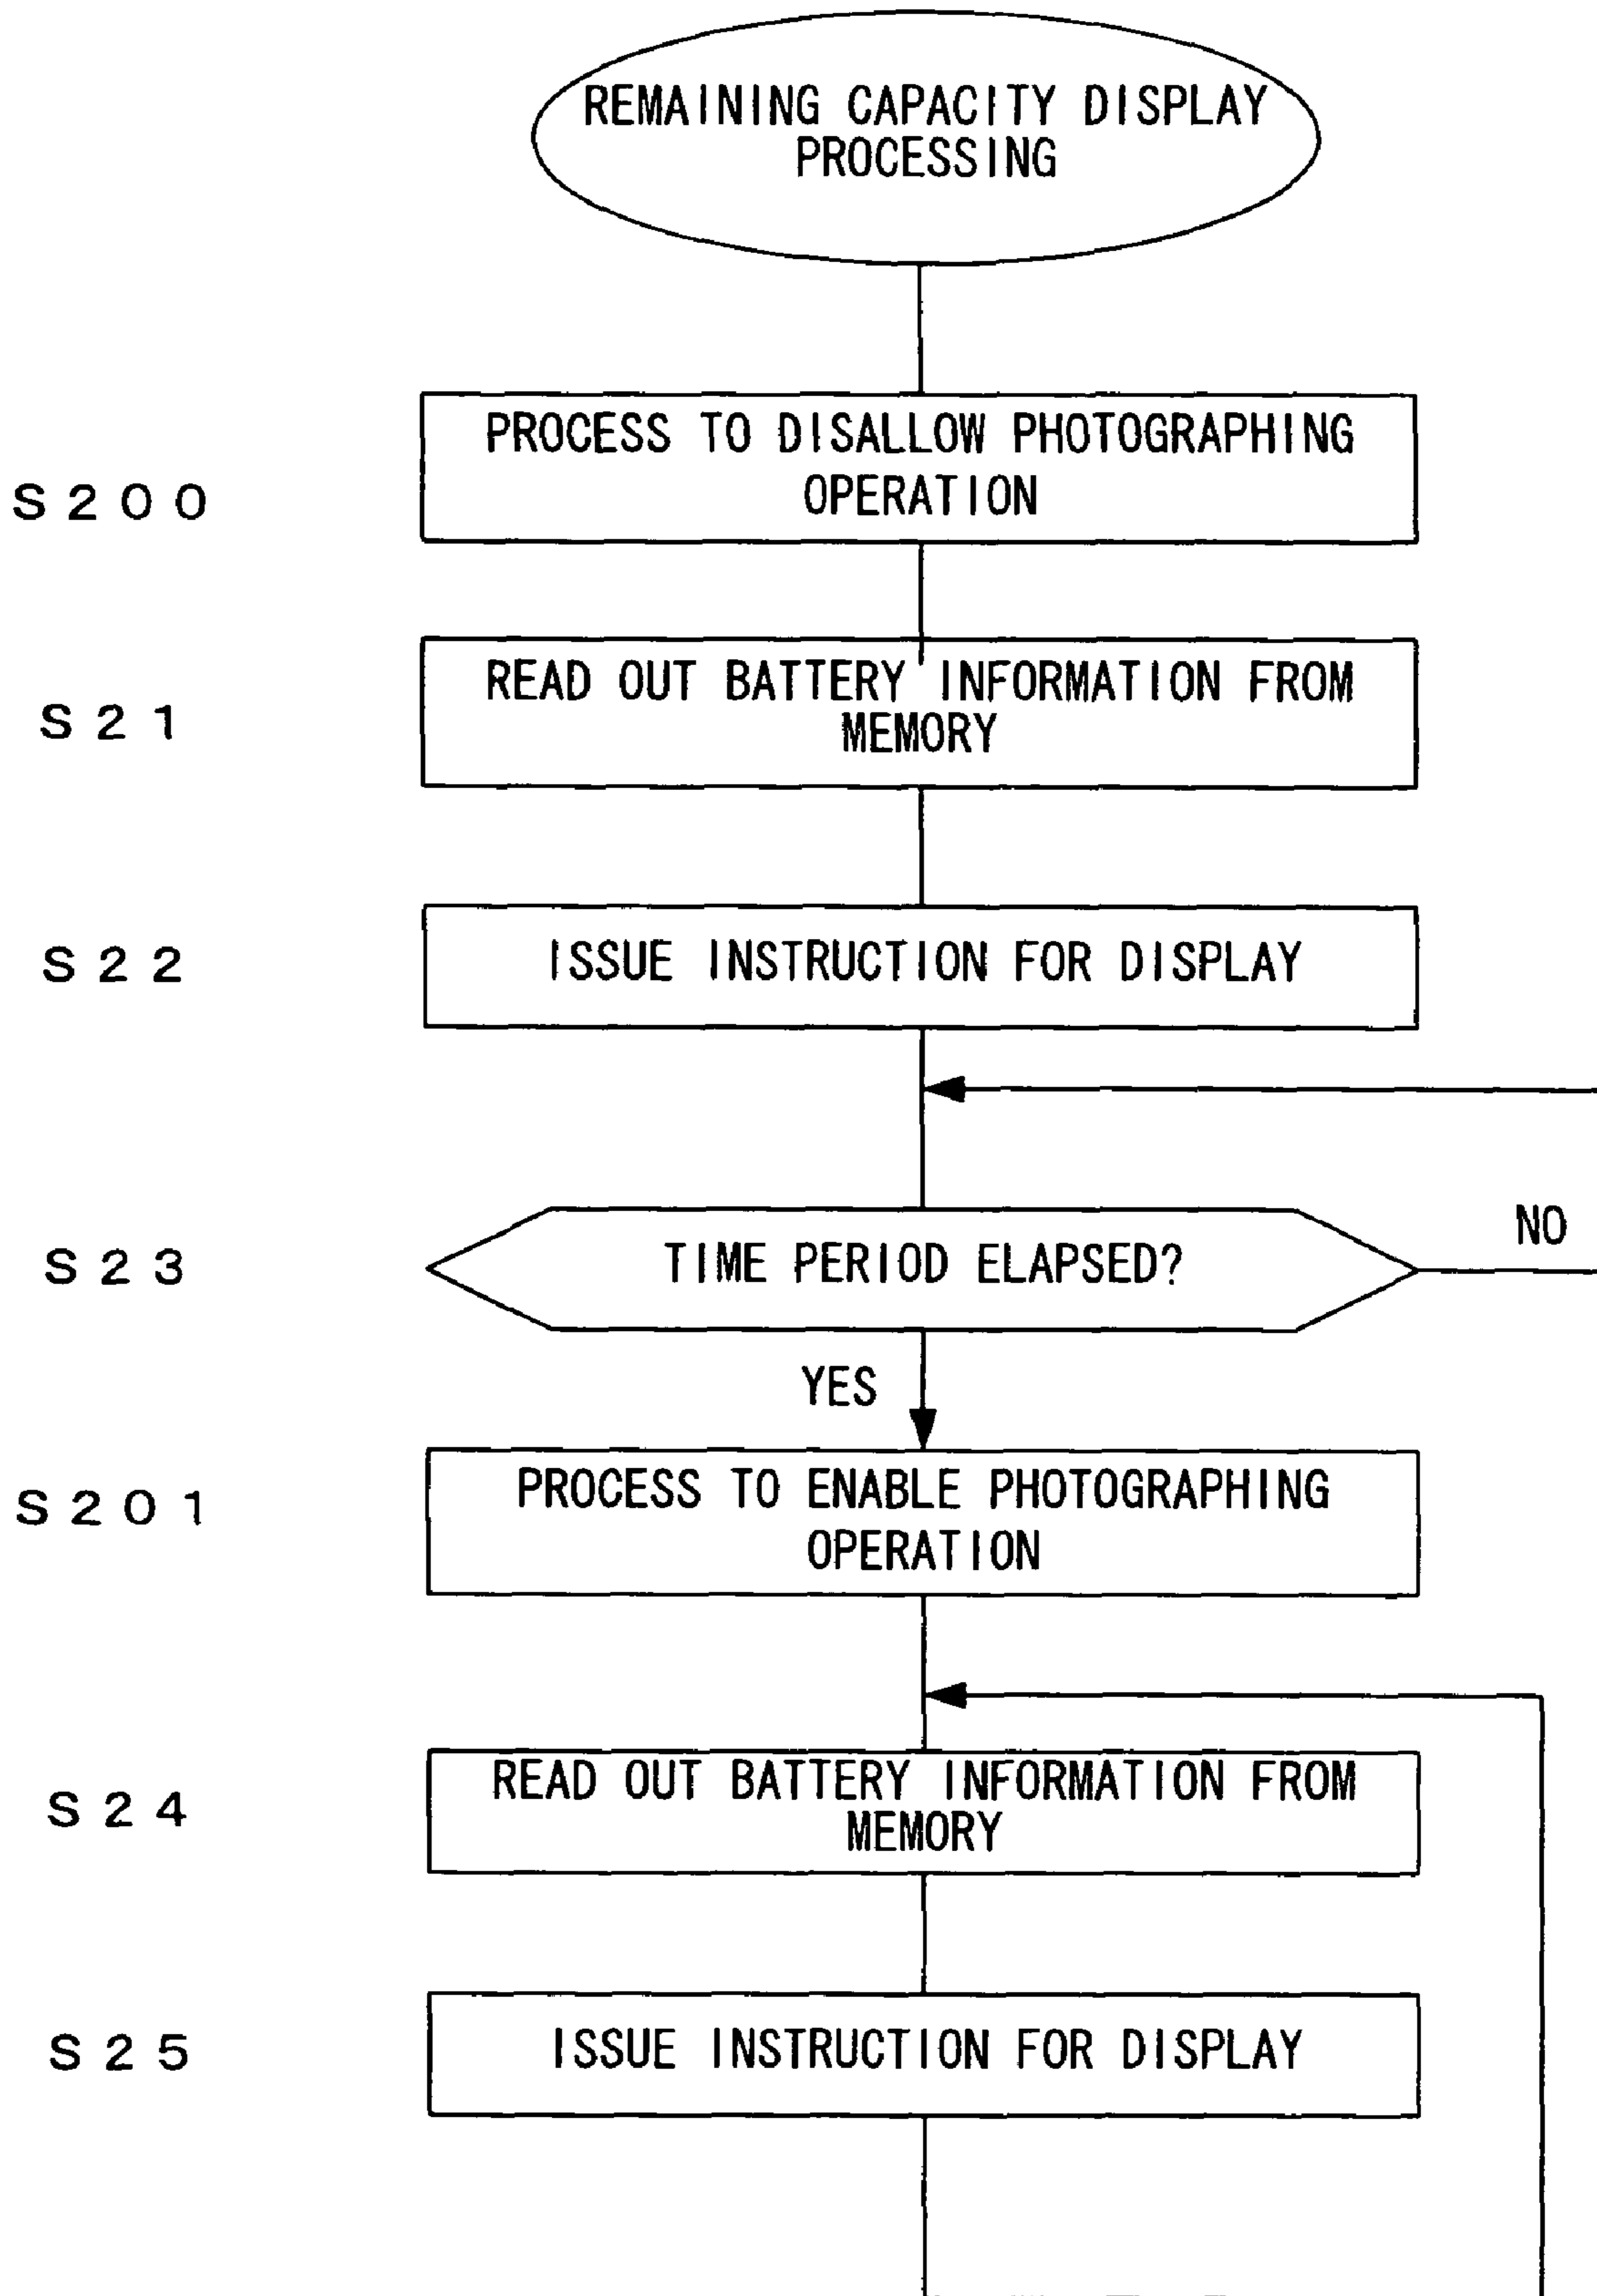 REMAINING CAPACITY DISPLAY
PROCESSING
PROCESS TO DISALLOW PHOTOGRAPHING
OPERATION
S200
READ OUT BATTERY INFORMATION FROM
MEMORY
S21
ISSUE INSTRUCTION FOR DISPLAY
S22
TIME PERIOD ELAPSED?
S23
NO
YES
PROCESS TO ENABLE PHOTOGRAPHING
OPERATION
S201
READ OUT BATTERY INFORMATION FROM
MEMORY
S24
ISSUE INSTRUCTION FOR DISPLAY
S25